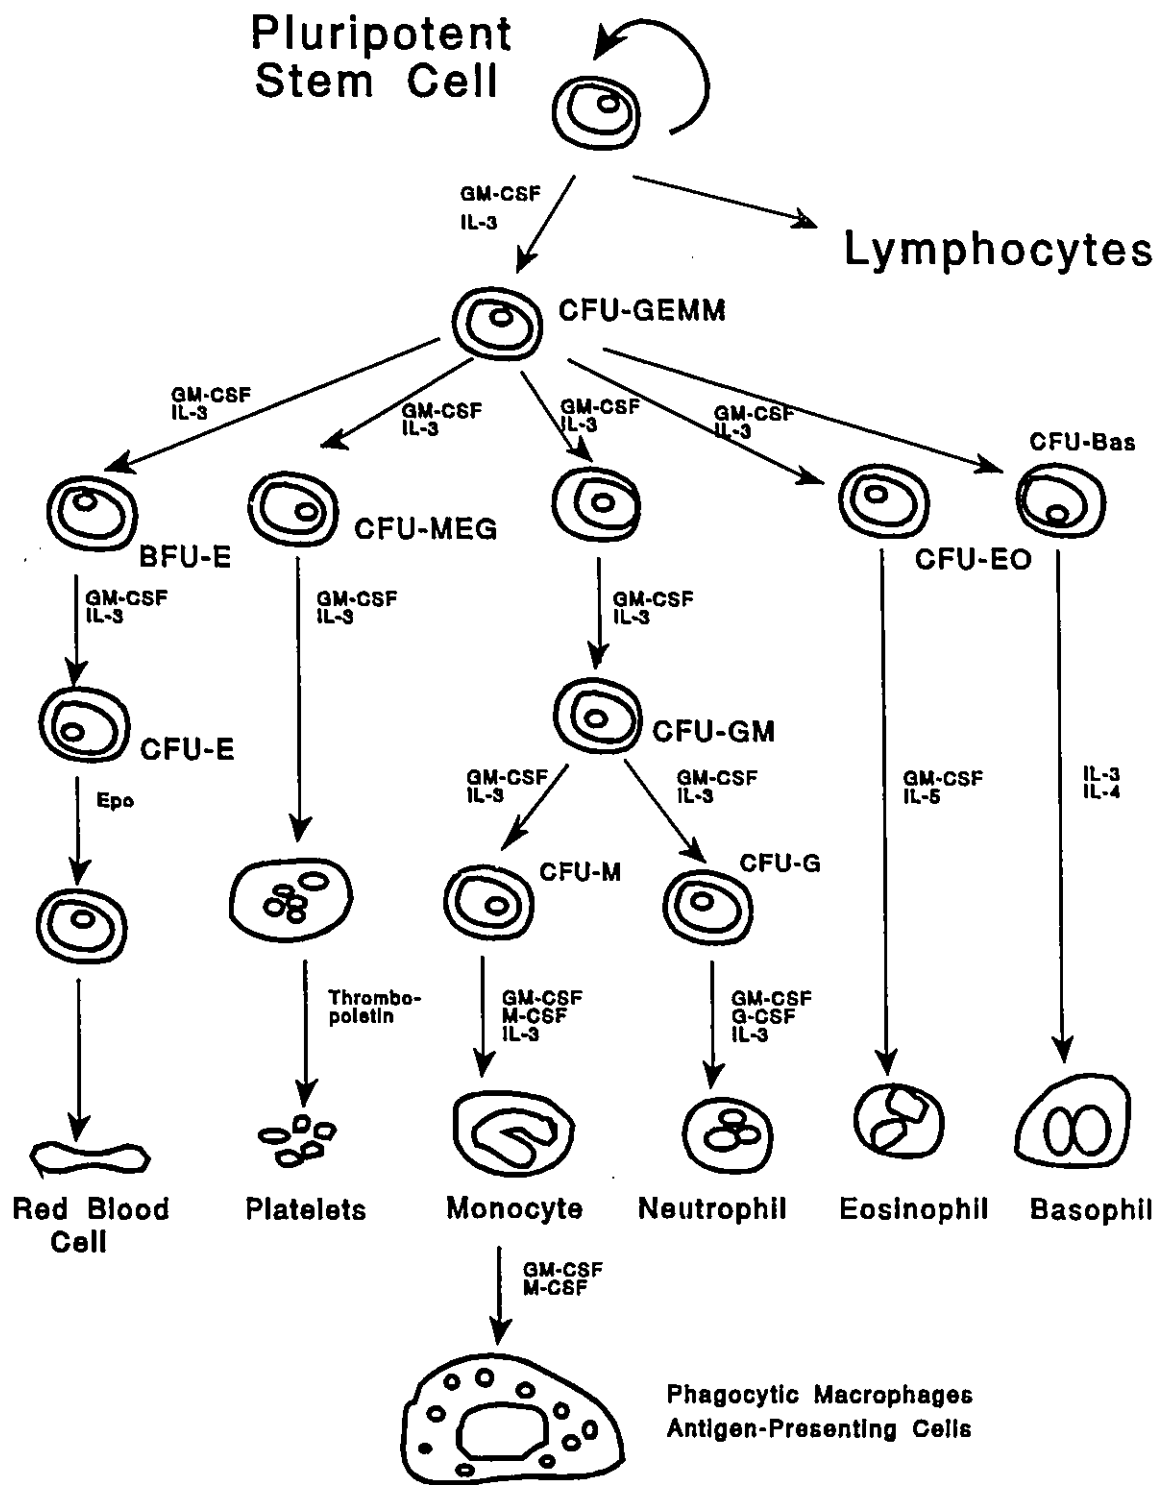 Pluripotent
Stem Cell
GM-CSF
IL-3
Lymphocytes
CFU-GEMM
GM-CSF
IL-3
GM-CSF
IL-3
GM-CSF
IL-3
GM-CSF
IL-3
CFU-Bas
BFU-E
CFU-MEG
CFU-EO
GM-CSF
IL-3
GM-CSF
IL-3
GM-CSF
IL-3
CFU-E
CFU-GM
Epo
GM-CSF
IL-3
GM-CSF
IL-3
GM-CSF
IL-5
IL-3
IL-4
CFU-M
CFU-G
Thrombo-
poietin
GM-CSF
M-CSF
IL-3
GM-CSF
G-CSF
IL-3
Red Blood
Cell
Platelets
Monocyte
Neutrophil
Eosinophil
Basophil
GM-CSF
M-CSF
Phagocytic Macrophages
Antigen-Presenting Cells